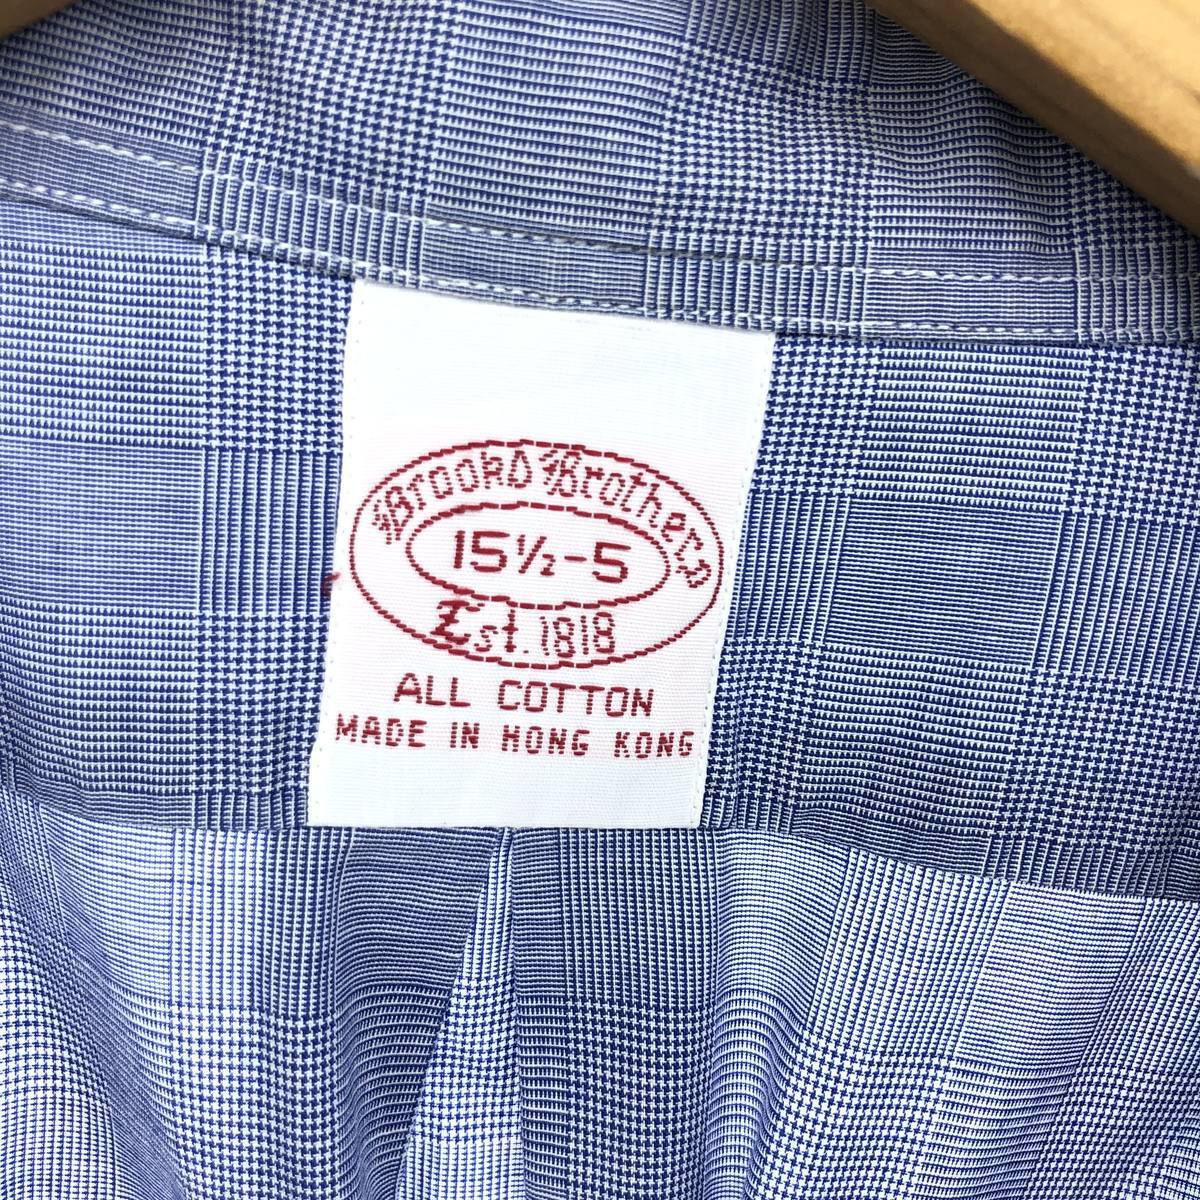 Brooks Brothers
15½-5
Est. 1818
ALL COTTON
MADE IN HONG KONG